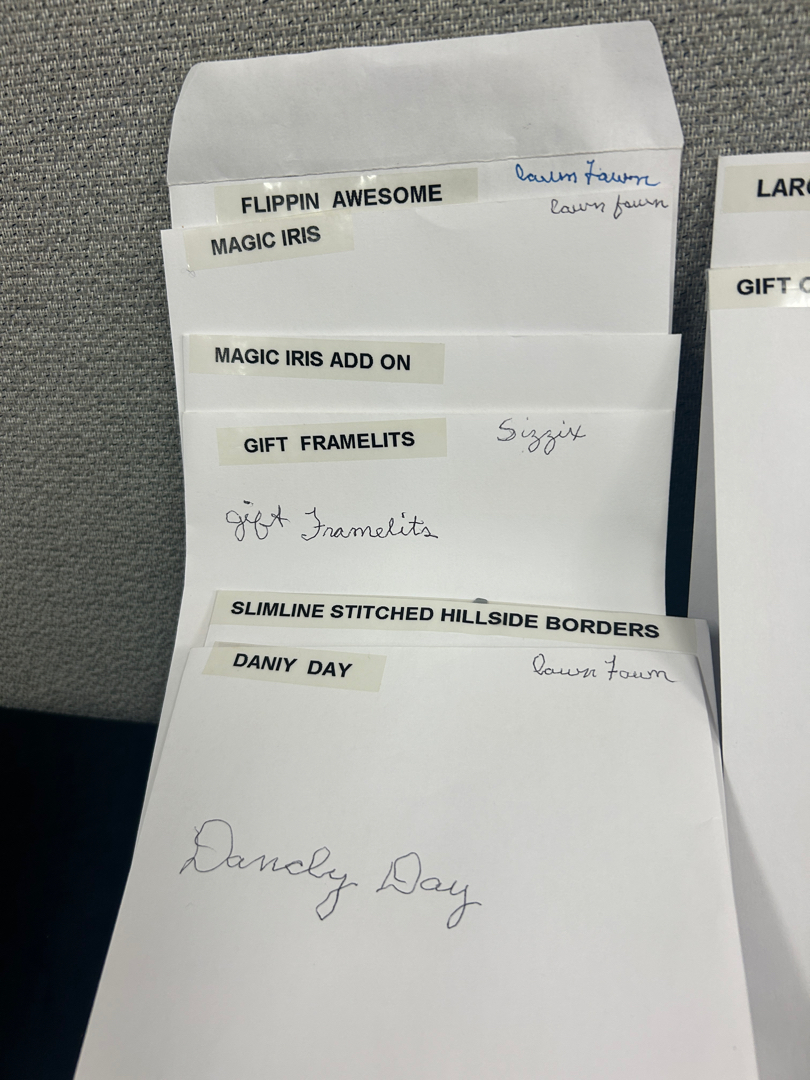 FLIPPIN AWESOME
Lawn Fawn
lawn fawn
MAGIC IRIS
MAGIC IRIS ADD ON
GIFT FRAMELITS
Sizzix
gift Framelits
SLIMLINE STITCHED HILLSIDE BORDERS
DANIY DAY
Lawn Fawn
Dandy Day
GIFT